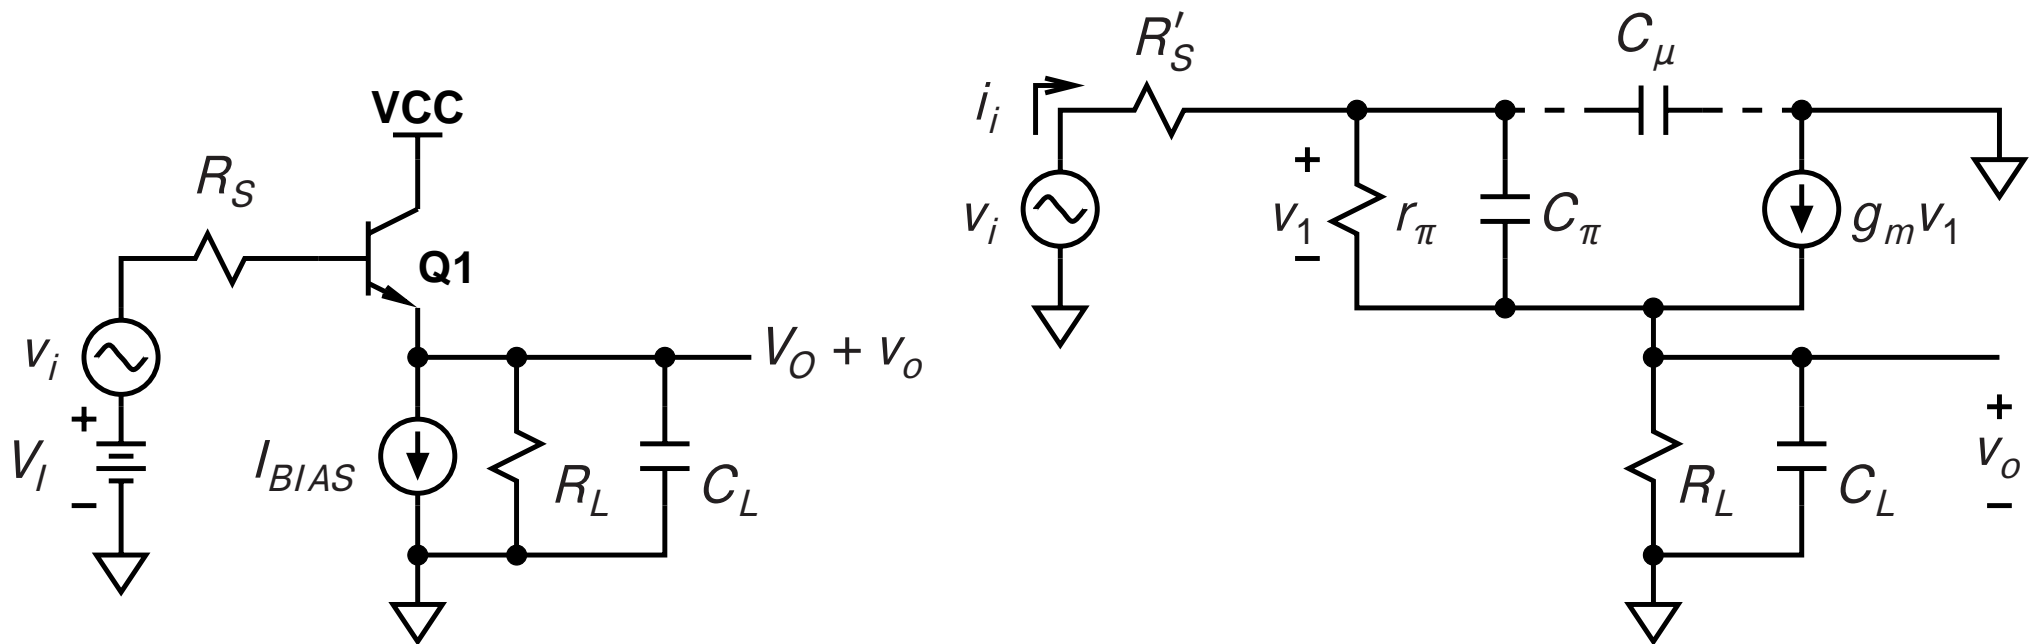 VCC
R_S
Q1
v_i
+
V_I
−
I_BIAS
R_L
C_L
V_O + v_o
i_i
R′_S
C_μ
v_i
+
v_1
−
r_π
C_π
g_m v_1
R_L
C_L
+
v_o
−